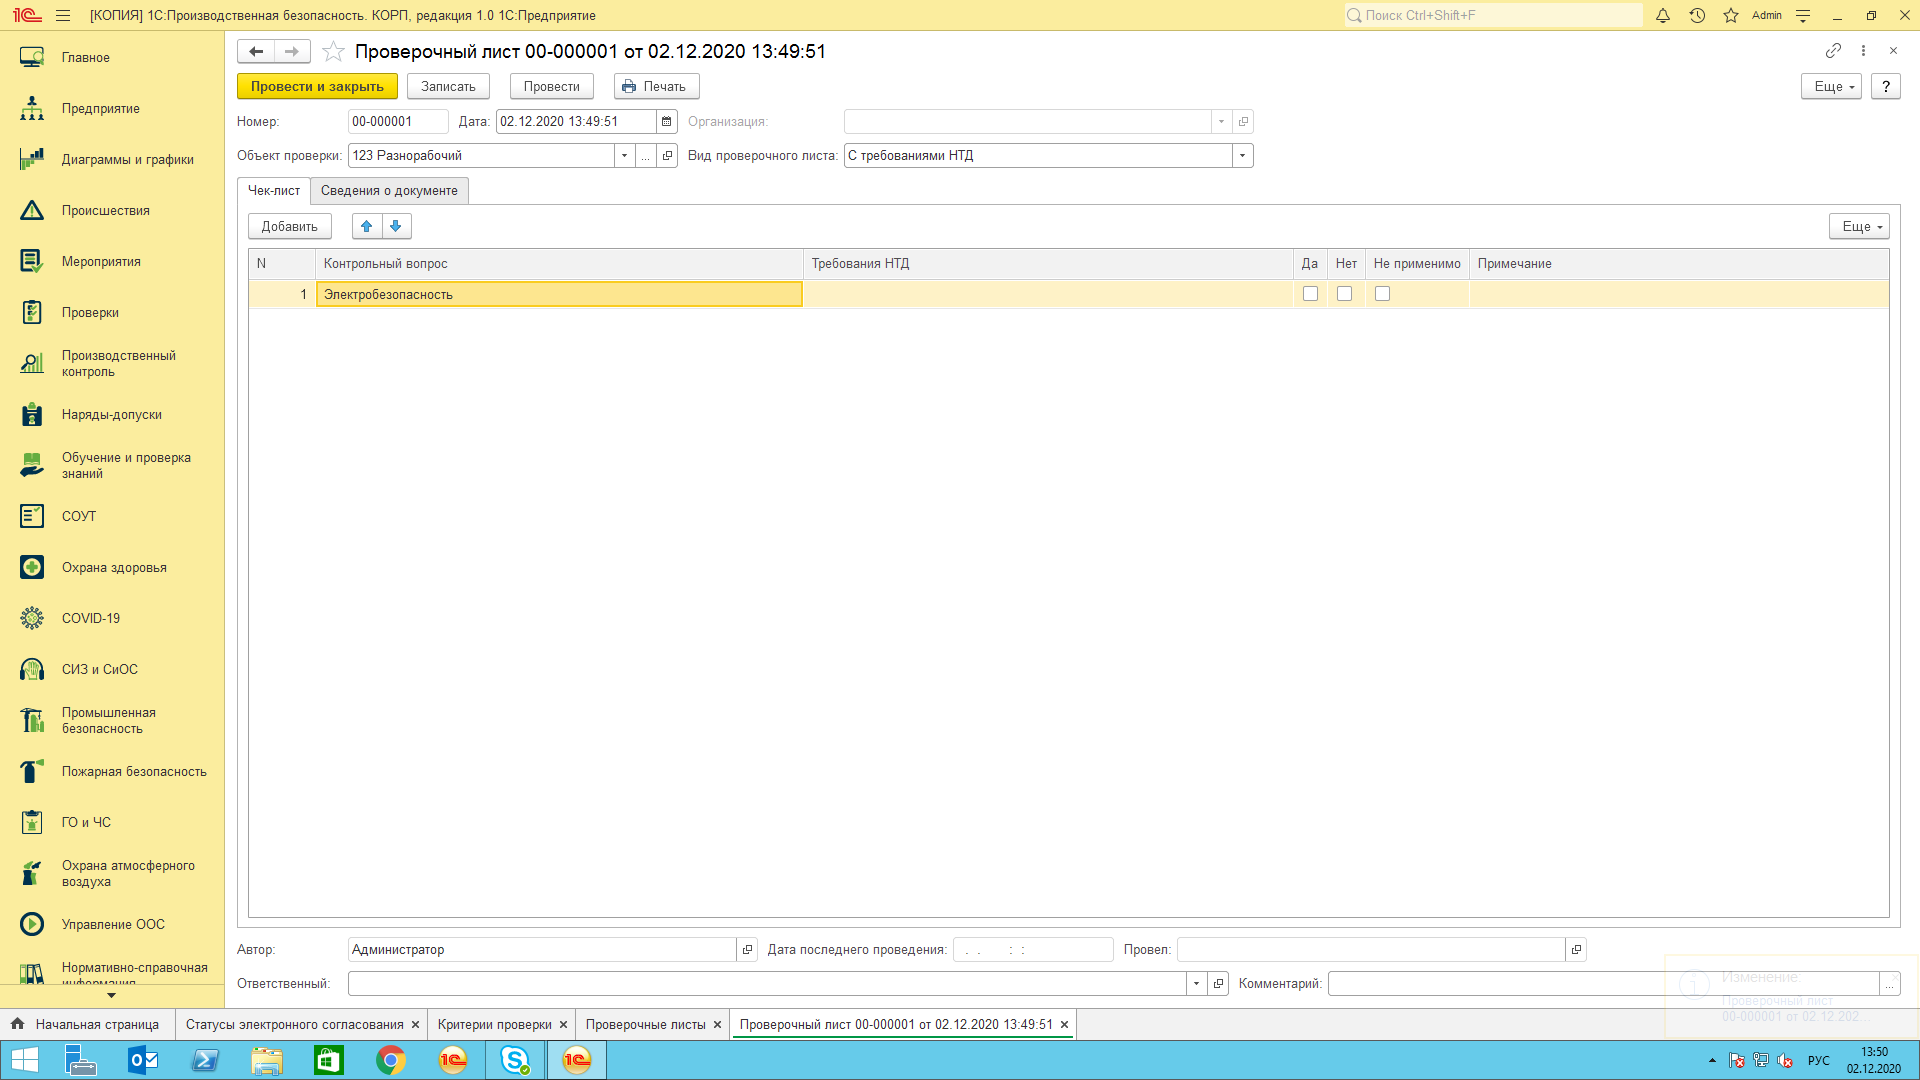 [КОПИЯ] 1С:Производственная безопасность. КОРП, редакция 1.0 1С:Предприятие
Поиск Ctrl+Shift+F
Admin
Главное
Предприятие
Диаграммы и графики
Происшествия
Мероприятия
Проверки
Производственный
контроль
Наряды-допуски
Обучение и проверка
знаний
СОУТ
Охрана здоровья
COVID-19
СИЗ и СиОС
Промышленная
безопасность
Пожарная безопасность
ГО и ЧС
Охрана атмосферного
воздуха
Управление ООС
Нормативно-справочная
информация
Проверочный лист 00-000001 от 02.12.2020 13:49:51
Провести и закрыть Записать Провести Печать Еще ?
Номер: 00-000001 Дата: 02.12.2020 13:49:51 Организация:
Объект проверки: 123 Разнорабочий ... Вид проверочного листа: С требованиями НТД
Чек-лист Сведения о документе
Добавить Еще
N Контрольный вопрос Требования НТД Да Нет Не применимо Примечание
1 Электробезопасность
Автор: Администратор Дата последнего проведения: . . : : Провел:
Ответственный: Комментарий: ...
Изменение:
Проверочный лист
00-000001 от 02.12.202...
Начальная страница Статусы электронного согласования Критерии проверки Проверочные листы Проверочный лист 00-000001 от 02.12.2020 13:49:51
РУС
13:50
02.12.2020